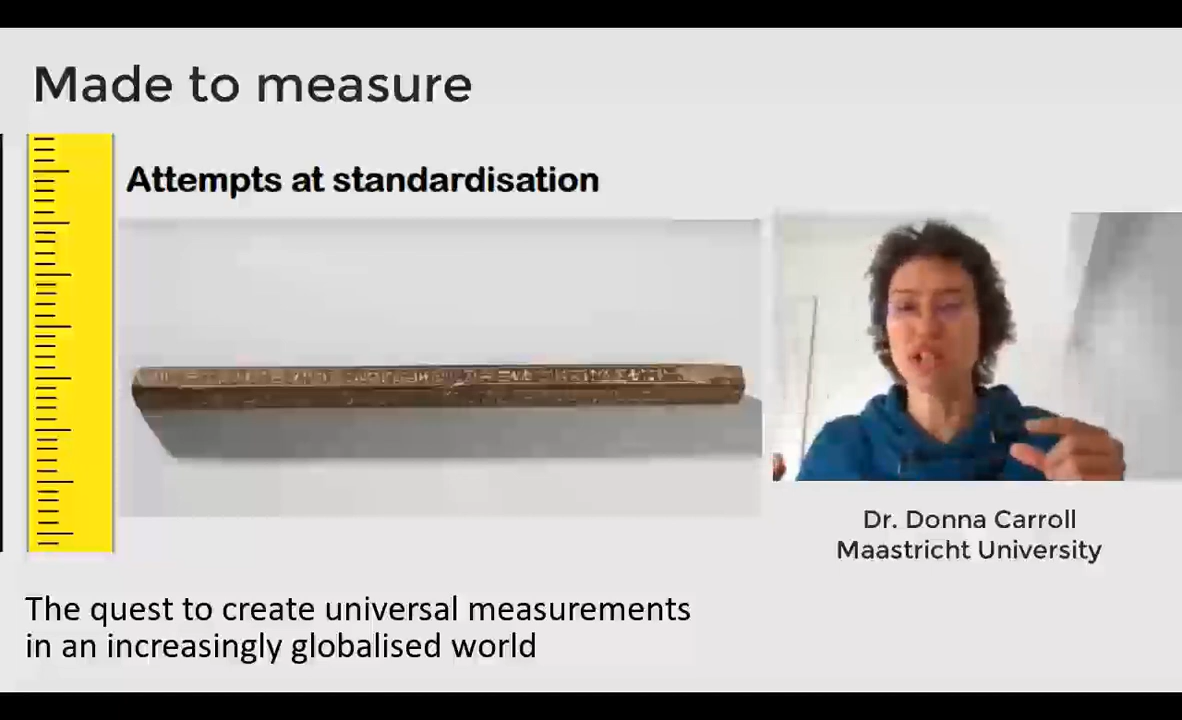 Made to measure
Attempts at standardisation
Dr. Donna Carroll
Maastricht University
The quest to create universal measurements
in an increasingly globalised world